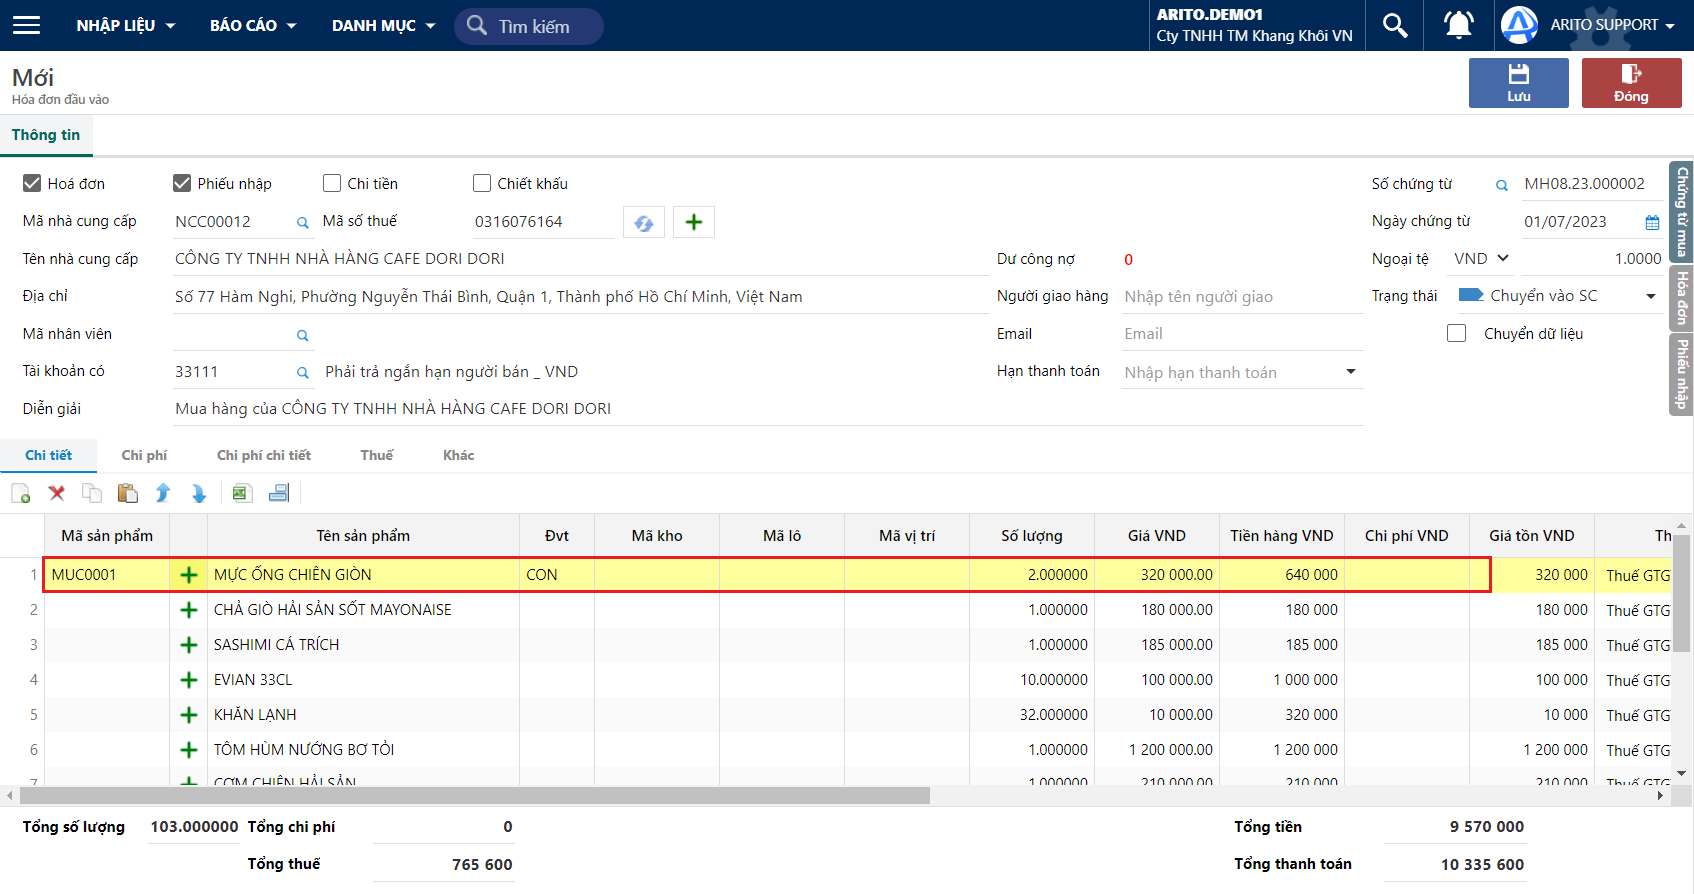 NHẬP LIỆU BÁO CÁO DANH MỤC Tìm kiếm ARITO.DEMO1 ARITO SUPPORT
Cty TNHH TM Khang Khôi VN
Mới
Hóa đơn đầu vào
Lưu Đóng
Thông tin
Hoá đơn Phiếu nhập Chi tiền Chiết khấu Số chứng từ MH08.23.000002
Mã nhà cung cấp NCC00012 Mã số thuế 0316076164 Ngày chứng từ 01/07/2023
Tên nhà cung cấp CÔNG TY TNHH NHÀ HÀNG CAFE DORI DORI Dư công nợ 0 Ngoại tệ VND 1.0000
Địa chỉ Số 77 Hàm Nghi, Phường Nguyễn Thái Bình, Quận 1, Thành phố Hồ Chí Minh, Việt Nam Người giao hàng Nhập tên người giao Trạng thái Chuyển vào SC
Mã nhân viên Email Email Chuyển dữ liệu
Tài khoản có 33111 Phải trả ngắn hạn người bán _ VND Hạn thanh toán Nhập hạn thanh toán
Diễn giải Mua hàng của CÔNG TY TNHH NHÀ HÀNG CAFE DORI DORI
Chứng từ mua
Hóa đơn
Phiếu nhập
Chi tiết Chi phí Chi phí chi tiết Thuế Khác
Mã sản phẩm Tên sản phẩm Đvt Mã kho Mã lô Mã vị trí Số lượng Giá VND Tiền hàng VND Chi phí VND Giá tồn VND Th
1 MUC0001 MỰC ỐNG CHIÊN GIÒN CON 2.000000 320 000.00 640 000 320 000 Thuế GTG
2 CHẢ GIÒ HẢI SẢN SỐT MAYONAISE 1.000000 180 000.00 180 000 180 000 Thuế GTG
3 SASHIMI CÁ TRÍCH 1.000000 185 000.00 185 000 185 000 Thuế GTG
4 EVIAN 33CL 10.000000 100 000.00 1 000 000 100 000 Thuế GTG
5 KHĂN LẠNH 32.000000 10 000.00 320 000 10 000 Thuế GTG
6 TÔM HÙM NƯỚNG BƠ TỎI 1.000000 1 200 000.00 1 200 000 1 200 000 Thuế GTG
7 CƠM CHIÊN HẢI SẢN 1.000000 210 000.00 210 000 210 000 Thuế GTG
Tổng số lượng 103.000000 Tổng chi phí 0 Tổng tiền 9 570 000
Tổng thuế 765 600 Tổng thanh toán 10 335 600